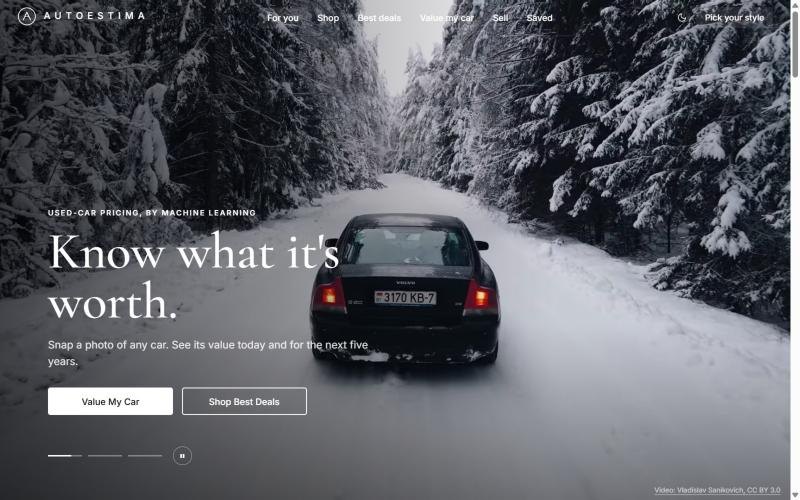 AUTOESTIMA
For you Shop Best deals Value my car Sell Saved Pick your style
USED-CAR PRICING, BY MACHINE LEARNING
Know what it's
worth.
VOLVO
3170 KB-7
Snap a photo of any car. See its value today and for the next five
years.
Value My Car Shop Best Deals
Video: Vladislav Sanikovich, CC BY 3.0